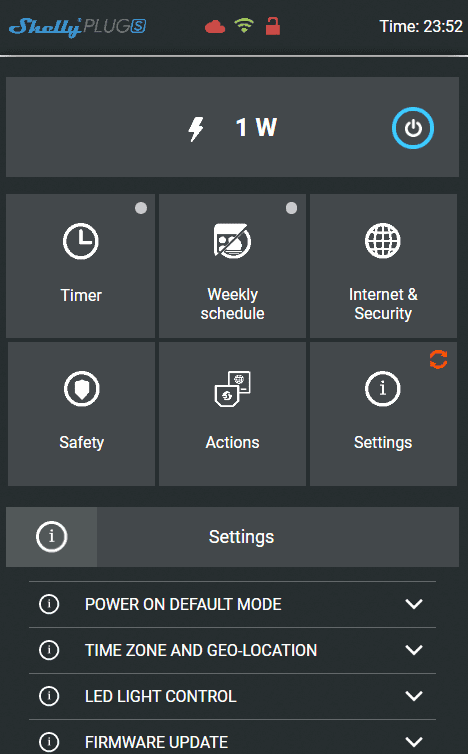 Shelly PLUG S
Time: 23:52
1 W
Timer
Weekly
schedule
Internet &
Security
Safety
Actions
Settings
Settings
POWER ON DEFAULT MODE
TIME ZONE AND GEO-LOCATION
LED LIGHT CONTROL
FIRMWARE UPDATE